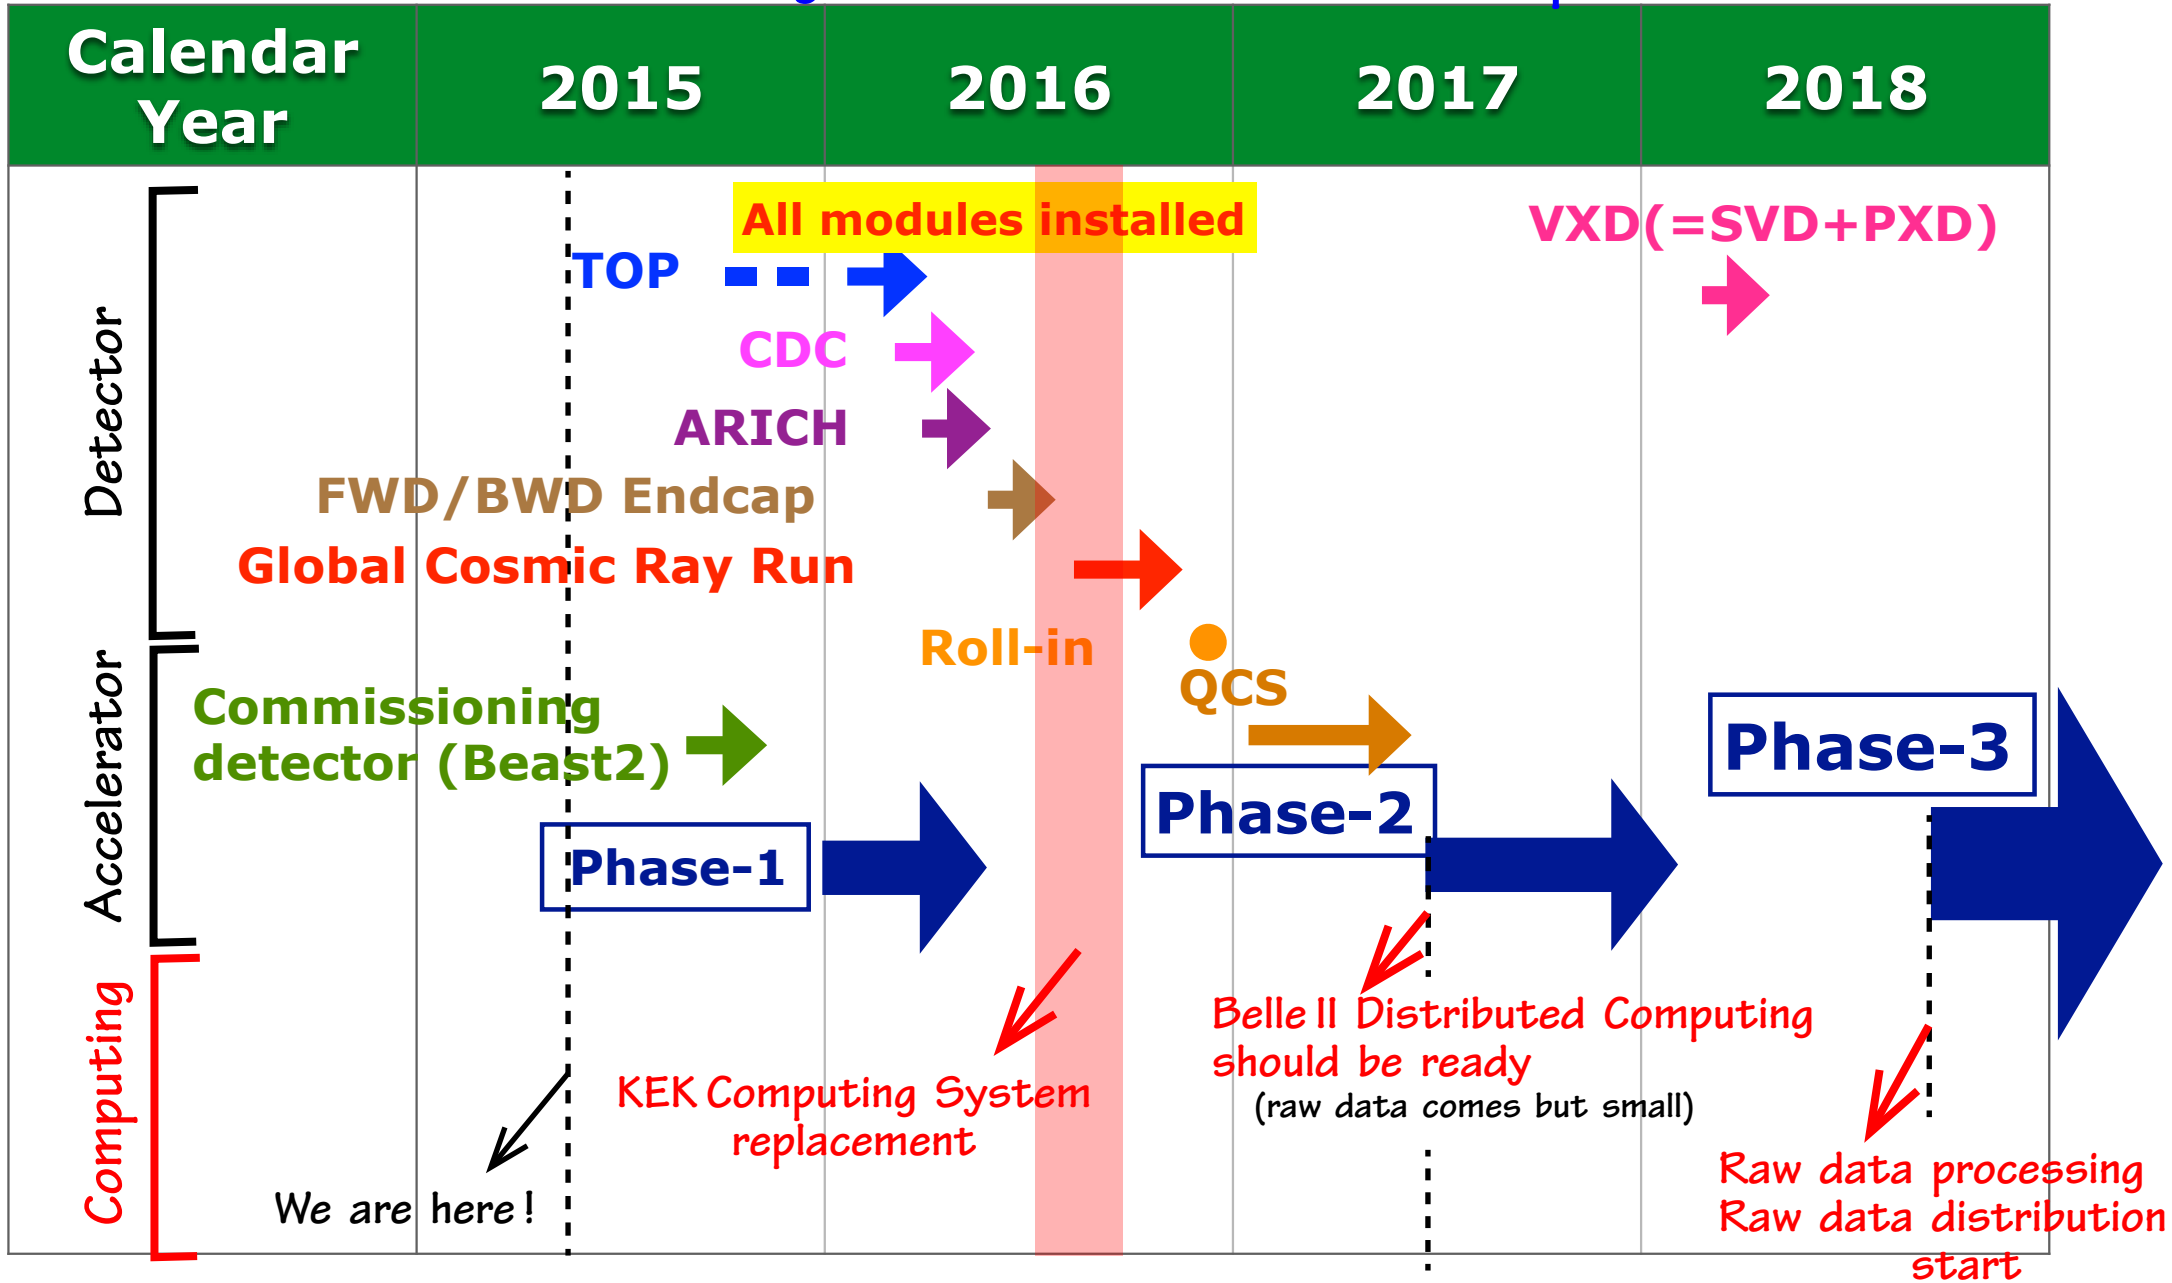 Calendar
Year
2015
2016
2017
2018
All modules installed
VXD(=SVD+PXD)
TOP
CDC
Detector
ARICH
FWD/BWD Endcap
Global Cosmic Ray Run
Roll-in
QCS
Accelerator
Commissioning
detector (Beast2)
Phase-1
Phase-2
Phase-3
Computing
Belle II Distributed Computing
should be ready
(raw data comes but small)
KEK Computing System
replacement
We are here!
Raw data processing
Raw data distribution
start